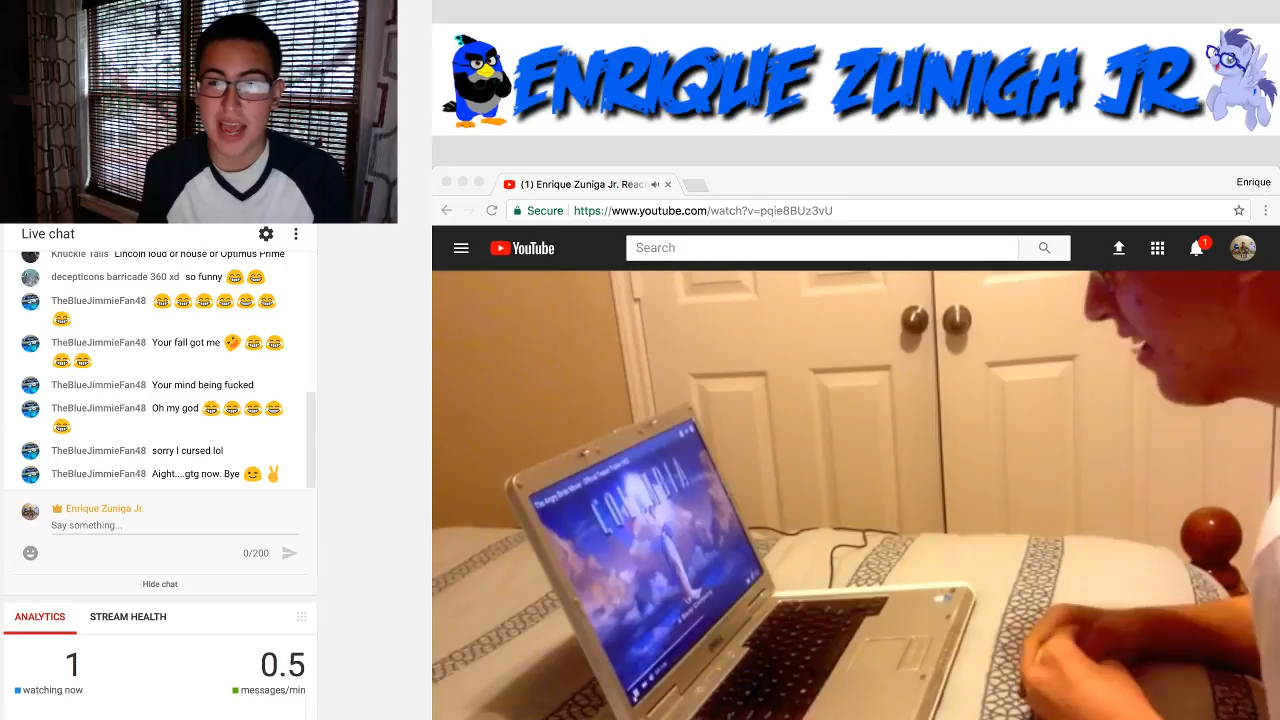 ENRIQUE ZUNIGA JR
(1) Enrique Zuniga Jr. Reac
Enrique
Secure https://www.youtube.com/watch?v=pqie8BUz3vU
YouTube
Search
1
Live chat
Knuckle Tails Lincoln loud or house or Optimus Prime
decepticons barricade 360 xd so funny 😂 😂
TheBlueJimmieFan48 😂 😂 😂 😂 😂 😂
😂
TheBlueJimmieFan48 Your fall got me 🤣 😂 😂
😂 😂
TheBlueJimmieFan48 Your mind being fucked
TheBlueJimmieFan48 Oh my god 😂 😂 😂 😂
😂
TheBlueJimmieFan48 sorry I cursed lol
TheBlueJimmieFan48 Aight....gtg now. Bye 😉 ✌
Enrique Zuniga Jr.
Say something...
0/200
Hide chat
ANALYTICS STREAM HEALTH
1 0.5
watching now messages/min
COLUMBIA